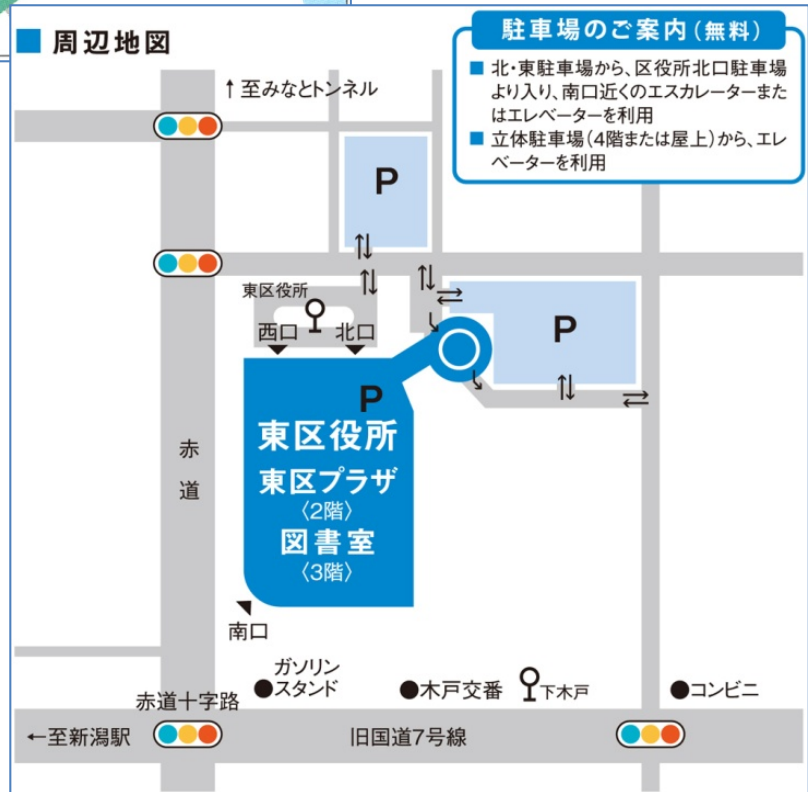 ■ 周辺地図
駐車場のご案内(無料)
■ 北・東駐車場から、区役所北口駐車場
より入り、南口近くのエスカレーターまた
はエレベーターを利用
■ 立体駐車場(4階または屋上)から、エレ
ベーターを利用
↑至みなとトンネル
P
東区役所
西口
北口
P
P
東区役所
東区プラザ
〈2階〉
図書室
〈3階〉
赤道
南口
ガソリン
スタンド
木戸交番
下木戸
コンビニ
赤道十字路
←至新潟駅
旧国道7号線